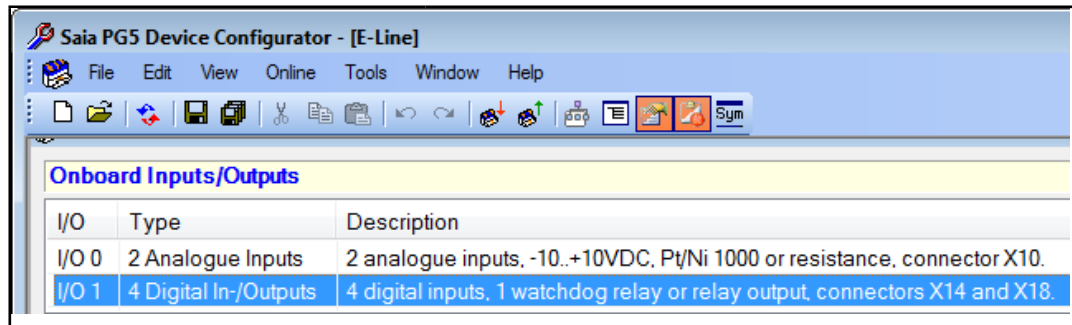 Saia PG5 Device Configurator - [E-Line]
File Edit View Online Tools Window Help
Sym
Onboard Inputs/Outputs
I/O Type Description
I/O 0 2 Analogue Inputs 2 analogue inputs, -10..+10VDC, Pt/Ni 1000 or resistance, connector X10.
I/O 1 4 Digital In-/Outputs 4 digital inputs, 1 watchdog relay or relay output, connectors X14 and X18.